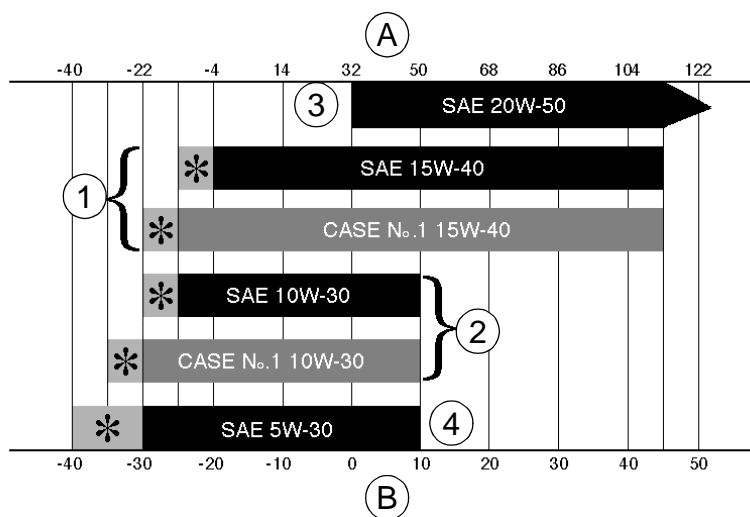 A
-40 -22 -4 14 32 50 68 86 104 122
3 SAE 20W-50
* SAE 15W-40
1
* CASE No.1 15W-40
* SAE 10W-30
2
* CASE No.1 10W-30
* SAE 5W-30 4
-40 -30 -20 -10 0 10 20 30 40 50
B